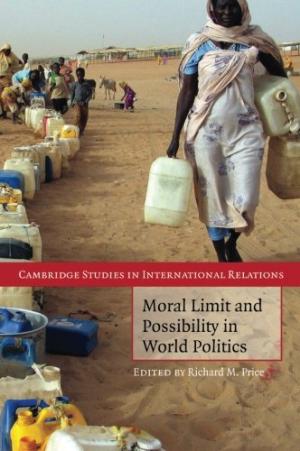 CAMBRIDGE STUDIES IN INTERNATIONAL RELATIONS
Moral Limit and
Possibility in
World Politics
EDITED BY Richard M. Price